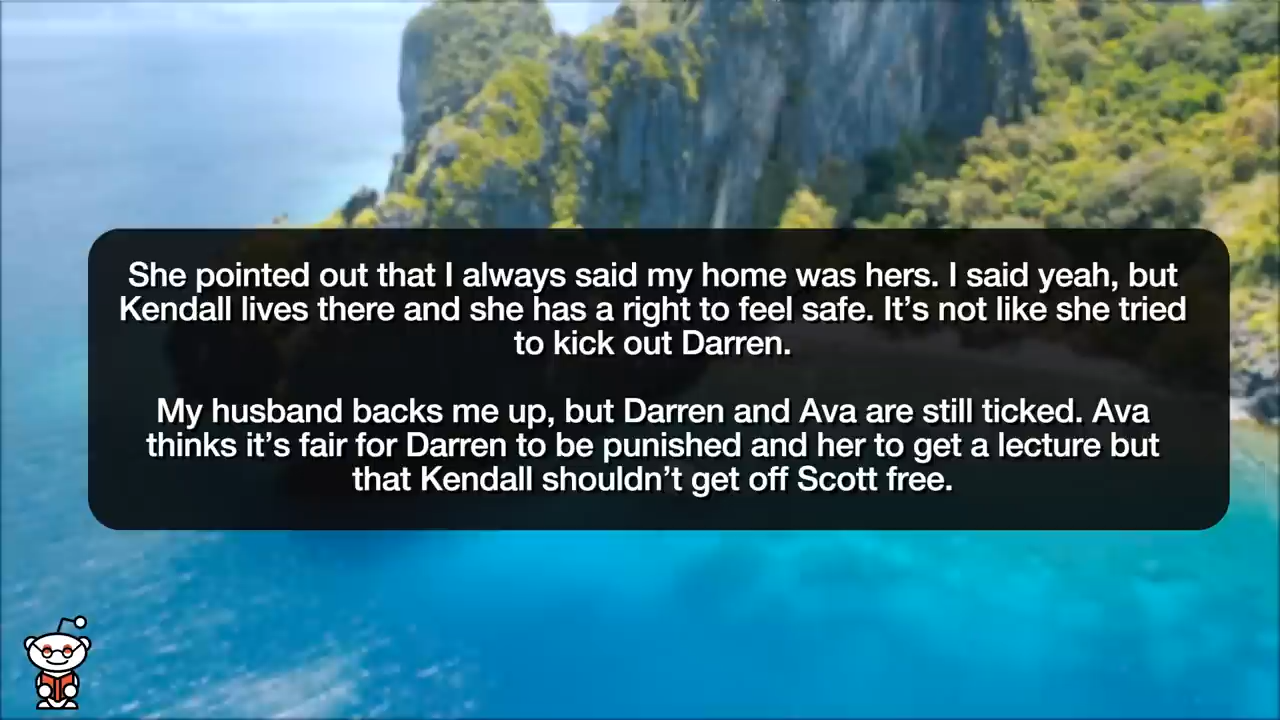 She pointed out that I always said my home was hers. I said yeah, but
Kendall lives there and she has a right to feel safe. It’s not like she tried
to kick out Darren.
My husband backs me up, but Darren and Ava are still ticked. Ava
thinks it’s fair for Darren to be punished and her to get a lecture but
that Kendall shouldn’t get off Scott free.